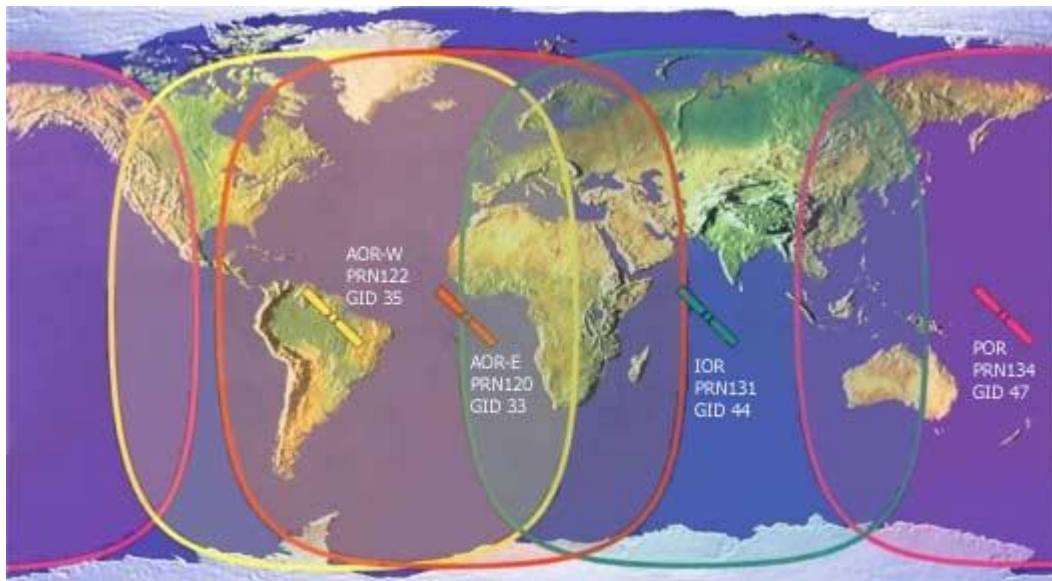 AOR-W
PRN122
GID 35
AOR-E
PRN120
GID 33
IOR
PRN131
GID 44
POR
PRN134
GID 47